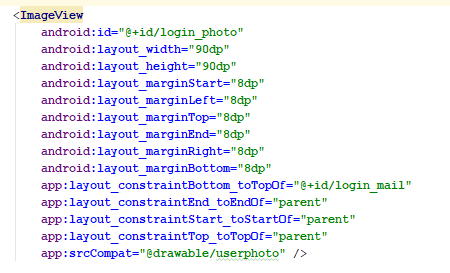 <ImageView
android:id="@+id/login_photo"
android:layout_width="90dp"
android:layout_height="90dp"
android:layout_marginStart="8dp"
android:layout_marginLeft="8dp"
android:layout_marginTop="8dp"
android:layout_marginEnd="8dp"
android:layout_marginRight="8dp"
android:layout_marginBottom="8dp"
app:layout_constraintBottom_toTopOf="@+id/login_mail"
app:layout_constraintEnd_toEndOf="parent"
app:layout_constraintStart_toStartOf="parent"
app:layout_constraintTop_toTopOf="parent"
app:srcCompat="@drawable/userphoto" />